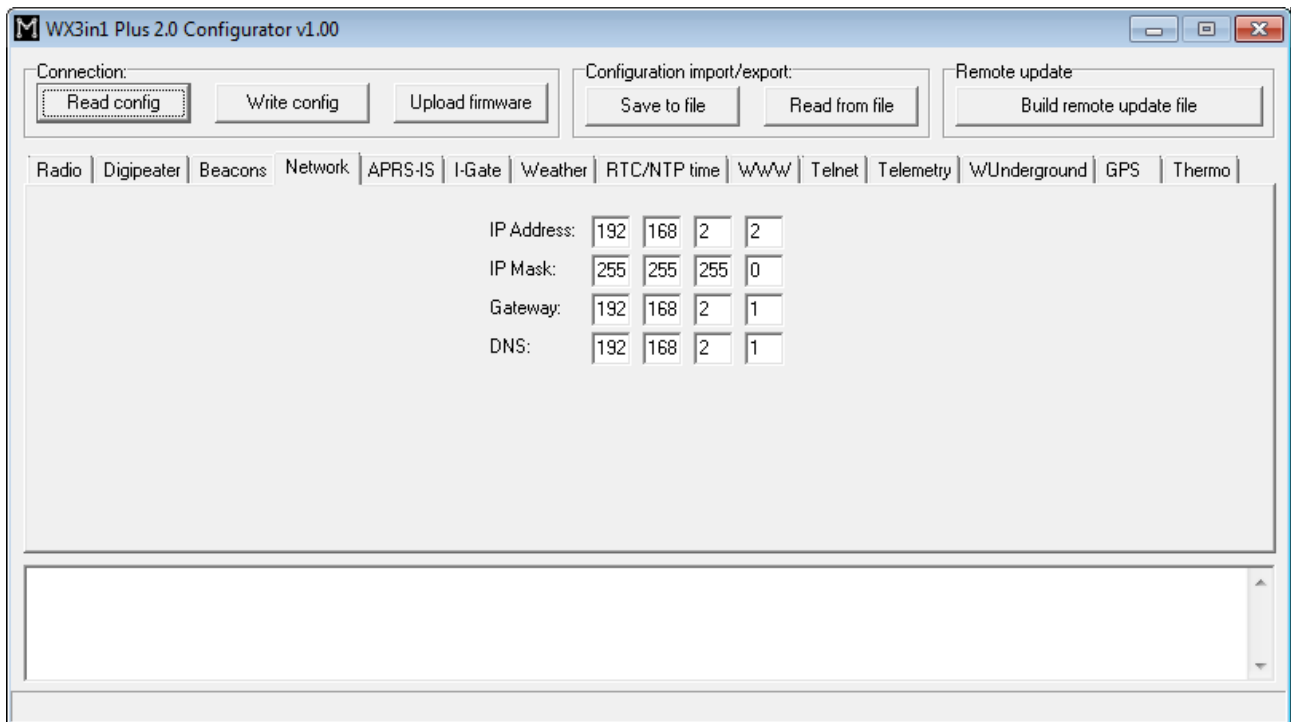 WX3in1 Plus 2.0 Configurator v1.00
Connection: Configuration import/export: Remote update
Read config Write config Upload firmware Save to file Read from file Build remote update file
Radio Digipeater Beacons Network APRS-IS I-Gate Weather RTC/NTP time WWW Telnet Telemetry WUnderground GPS Thermo
IP Address: 192 168 2 2
IP Mask: 255 255 255 0
Gateway: 192 168 2 1
DNS: 192 168 2 1